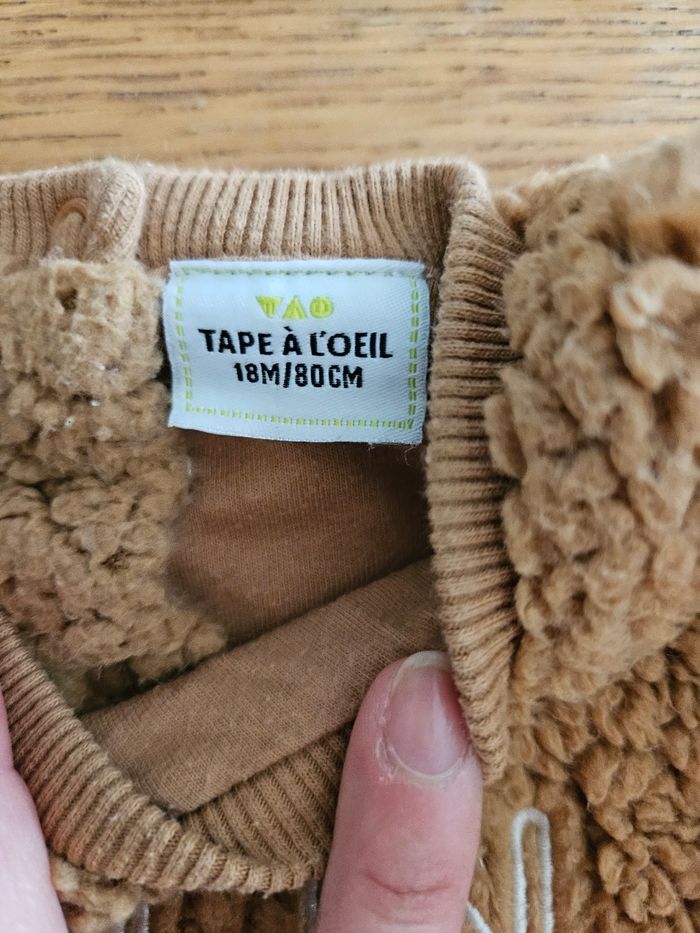 TAO
TAPE À L'OEIL
18M/80CM